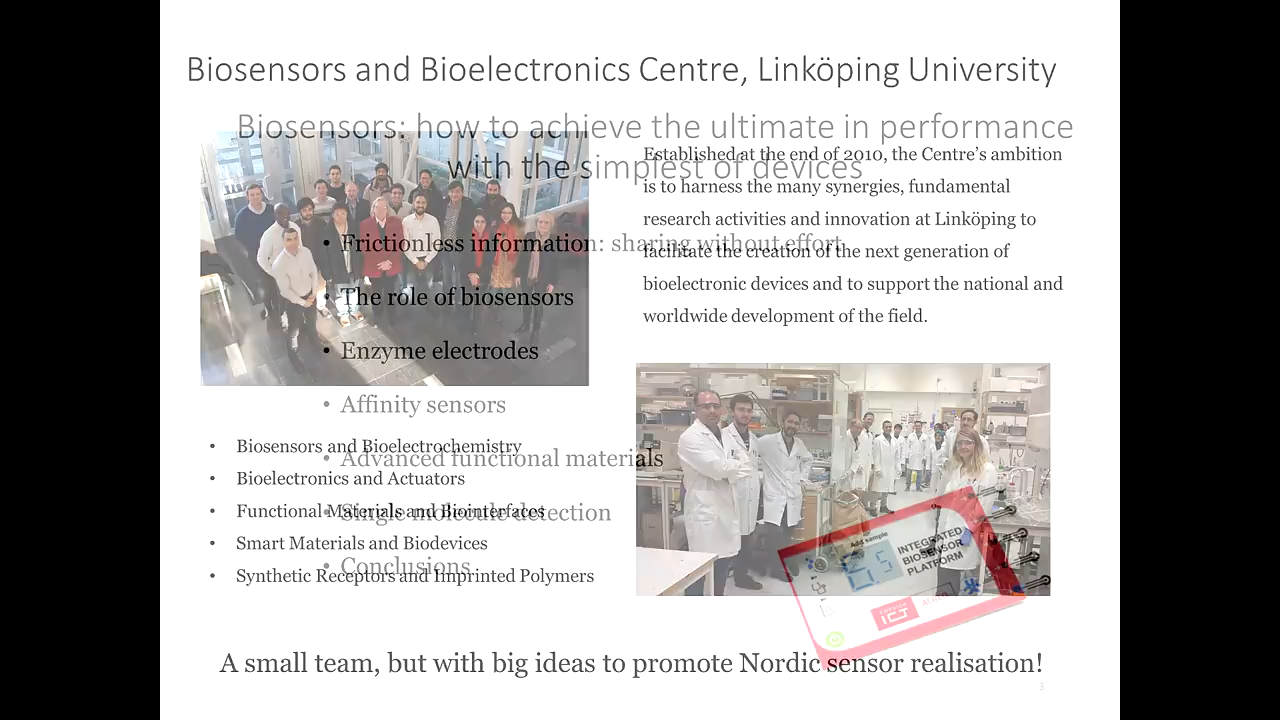 Biosensors and Bioelectronics Centre, Linköping University
Biosensors: how to achieve the ultimate in performance
with the simplest of devices
Established at the end of 2010, the Centre’s ambition
is to harness the many synergies, fundamental
research activities and innovation at Linköping to
facilitate the creation of the next generation of
bioelectronic devices and to support the national and
worldwide development of the field.
• Frictionless information: sharing without effort
• The role of biosensors
• Enzyme electrodes
• Affinity sensors
• Advanced functional materials
• Single molecule detection
• Conclusions
• Biosensors and Bioelectrochemistry
• Bioelectronics and Actuators
• Functional Materials and Biointerfaces
• Smart Materials and Biodevices
• Synthetic Receptors and Imprinted Polymers
Add sample
6.5
INTEGRATED
BIOSENSOR
PLATFORM
ICT
A small team, but with big ideas to promote Nordic sensor realisation!
3